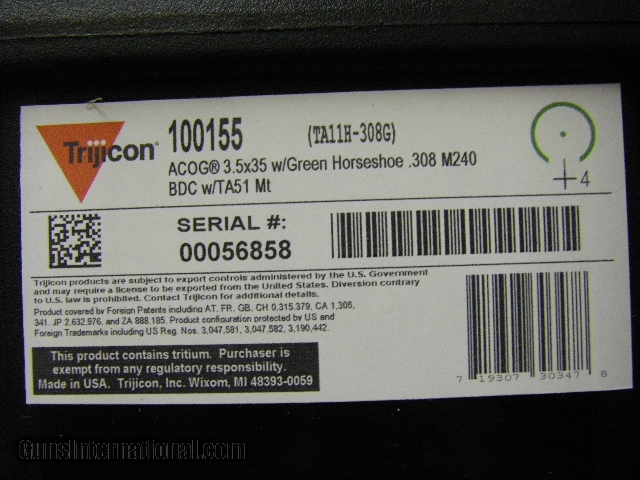 Trijicon®
100155 (TA11H-308G)
ACOG® 3.5x35 w/Green Horseshoe .308 M240
BDC w/TA51 Mt
4
SERIAL #:
00056858
Trijicon products are subject to export controls administered by the U.S. Government
and may require a license to be exported from the United States. Diversion contrary
to U.S. law is prohibited. Contact Trijicon for additional details.
Product covered by Foreign Patents including AT, FR, GB, CH 0,315,379, CA 1,305,
341, JP 2,632,976, and ZA 888,185. Product configuration protected by US and
Foreign Trademarks including US Reg. Nos. 3,047,581, 3,047,582, 3,190,442.
This product contains tritium. Purchaser is
exempt from any regulatory responsibility.
Made in USA. Trijicon, Inc. Wixom, MI 48393-0059
7 19307 30347 8
GunsInternational.com